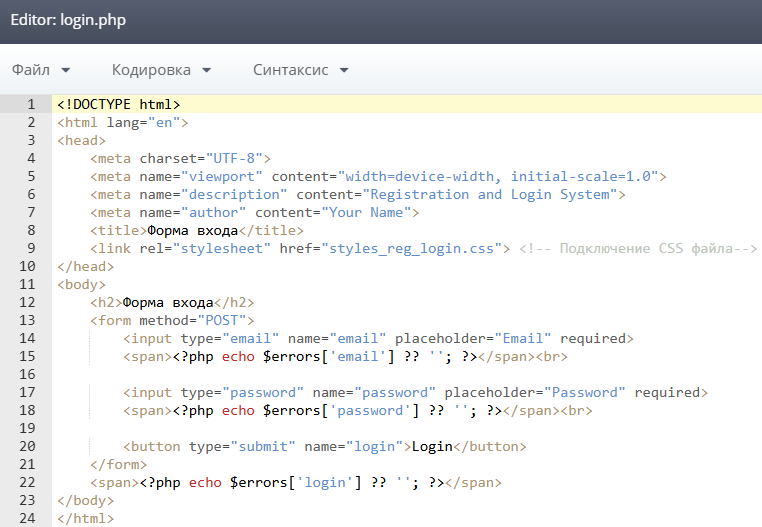 Editor: login.php
Файл Кодировка Синтаксис
1 <!DOCTYPE html>
2 <html lang="en">
3 <head>
4 <meta charset="UTF-8">
5 <meta name="viewport" content="width=device-width, initial-scale=1.0">
6 <meta name="description" content="Registration and Login System">
7 <meta name="author" content="Your Name">
8 <title>Форма входа</title>
9 <link rel="stylesheet" href="styles_reg_login.css"> <!-- Подключение CSS файла-->
10 </head>
11 <body>
12 <h2>Форма входа</h2>
13 <form method="POST">
14 <input type="email" name="email" placeholder="Email" required>
15 <span><?php echo $errors['email'] ?? ''; ?></span><br>
16
17 <input type="password" name="password" placeholder="Password" required>
18 <span><?php echo $errors['password'] ?? ''; ?></span><br>
19
20 <button type="submit" name="login">Login</button>
21 </form>
22 <span><?php echo $errors['login'] ?? ''; ?></span>
23 </body>
24 </html>